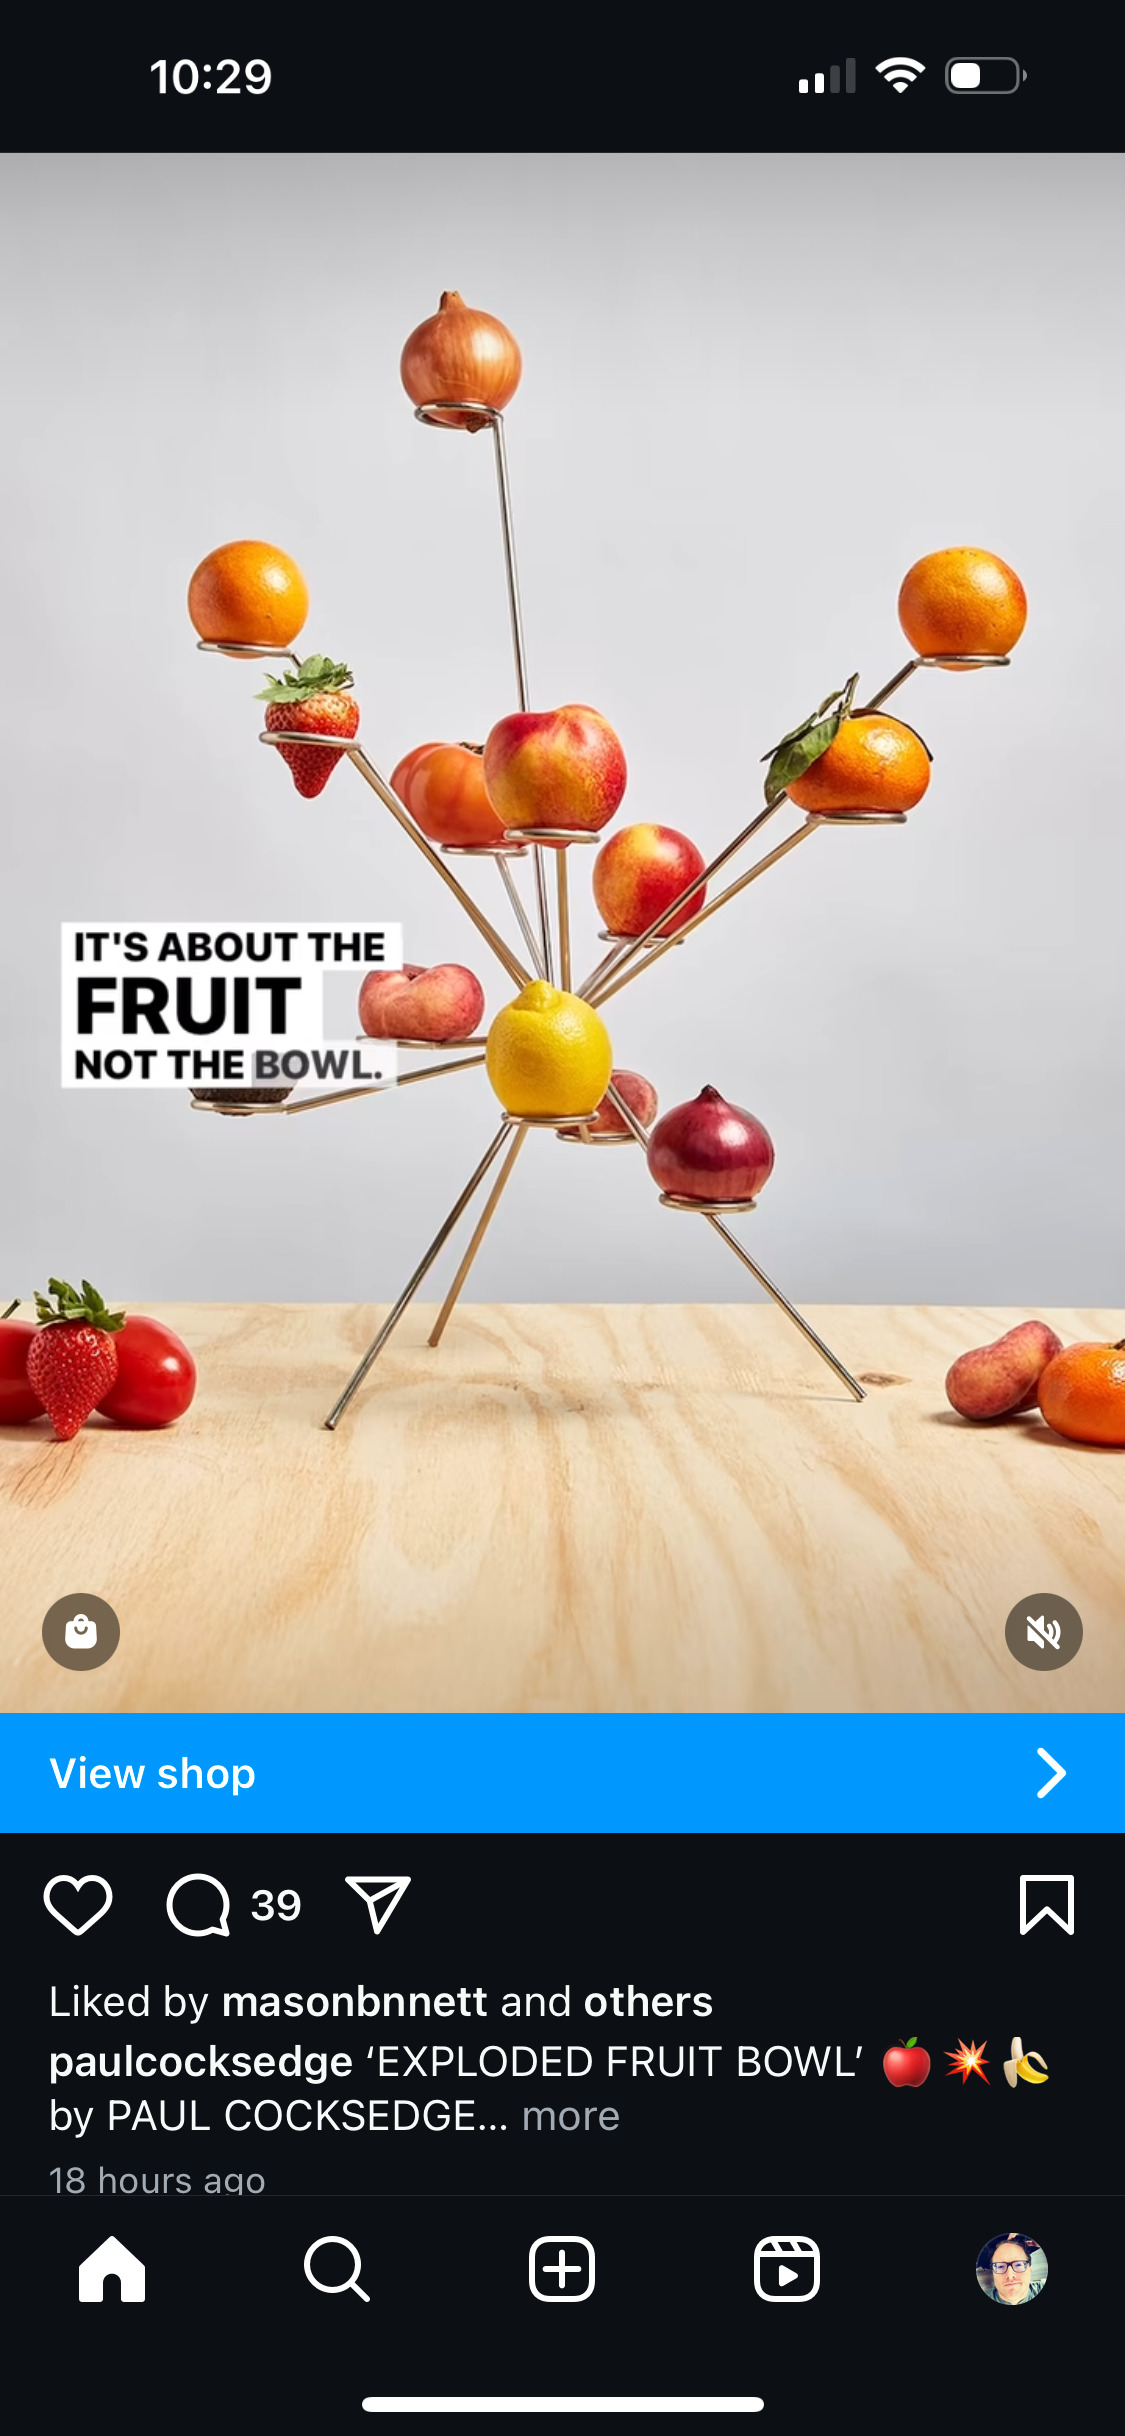 10:29
IT'S ABOUT THE
FRUIT
NOT THE BOWL.
View shop
39
Liked by masonbnnett and others
paulcocksedge ‘EXPLODED FRUIT BOWL’ 🍎 💥 🍌
by PAUL COCKSEDGE... more
18 hours ago